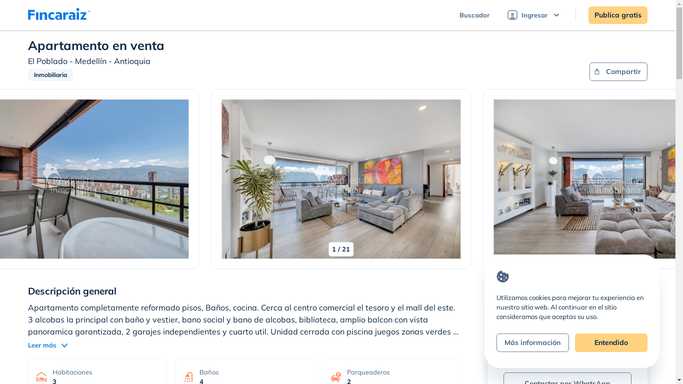 Fincaraiz
Buscador
Ingresar
Publica gratis
Apartamento en venta
El Poblado - Medellín - Antioquia
Inmobiliaria
Compartir
1 / 21
Descripción general
Apartamento completamente reformado pisos, Baños, cocina. Cerca al centro comercial el tesoro y el mall del este.
3 alcobas la principal con baño y vestier, bano social y bano de alcobas, biblioteca, amplio balcon con vista
panoramica garantizada, 2 garajes independientes y cuarto util. Unidad cerrada con piscina juegos zonas verdes ...
Leer más
Habitaciones
3
Baños
4
Parqueaderos
2
Utilizamos cookies para mejorar tu experiencia en
nuestro sitio web. Al continuar en el sitio
consideramos que aceptas su uso.
Más información
Entendido
Contactar por WhatsApp